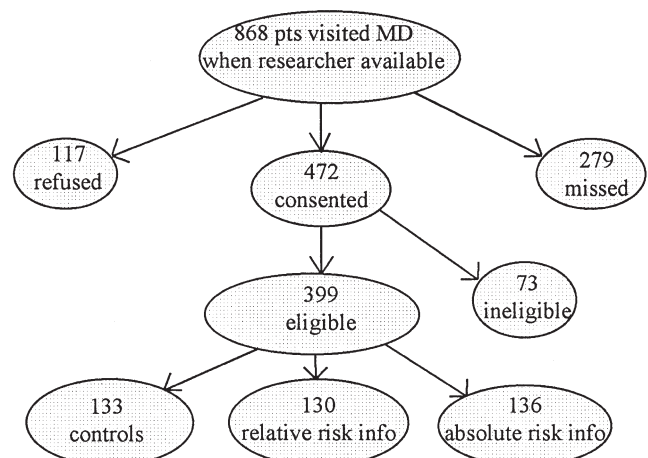 868 pts visited MD
when researcher available
117
refused
472
consented
279
missed
399
eligible
73
ineligible
133
controls
130
relative risk info
136
absolute risk info